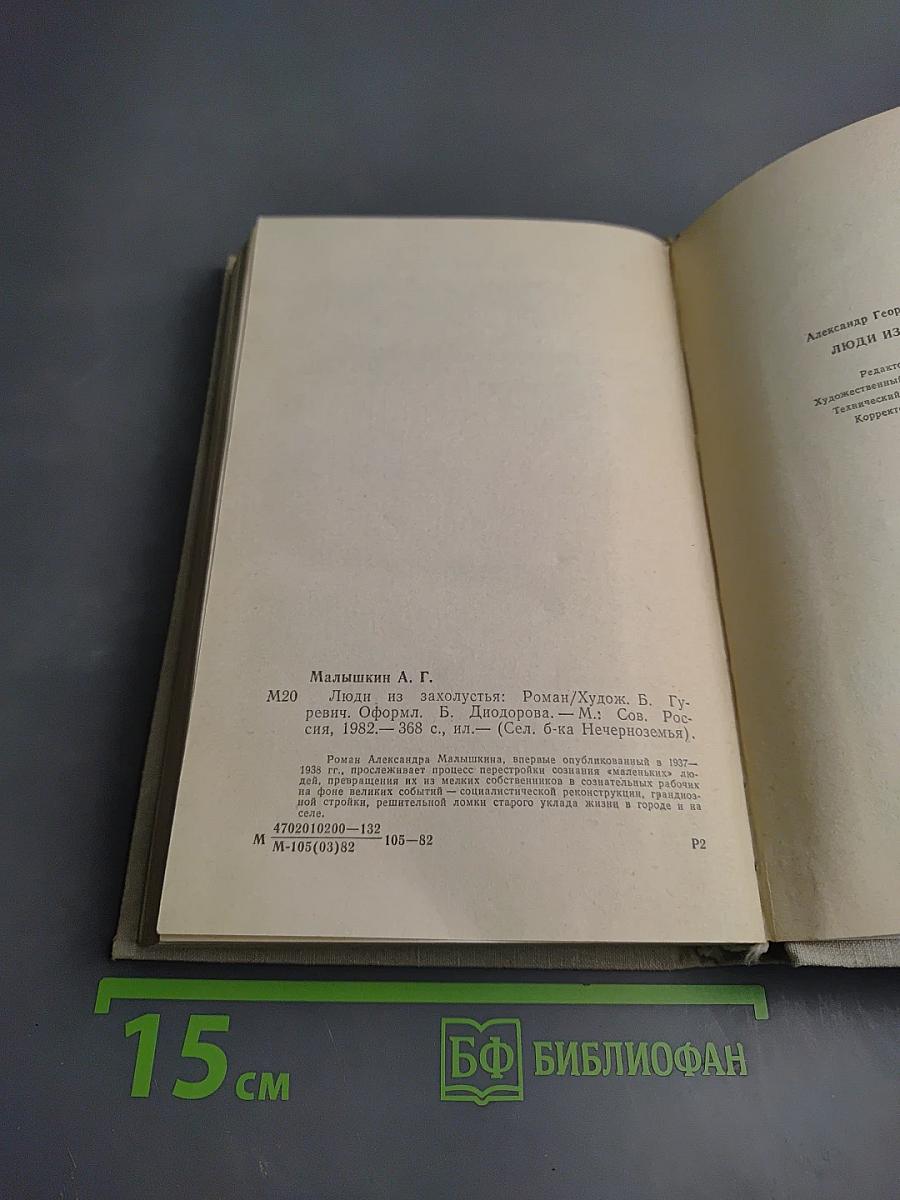 Малышкин А. Г.
М20 Люди из захолустья: Роман/Худож. Б. Гу-
ревич. Оформл. Б. Диодорова. — М.: Сов. Рос-
сия, 1982.— 368 с., ил.— (Сел. б-ка Нечерноземья).
Роман Александра Малышкина, впервые опубликованный в 1937—
1938 гг., прослеживает процесс перестройки сознания «маленьких» лю-
дей, превращения их из мелких собственников в сознательных рабочих
на фоне великих событий — социалистической реконструкции, грандиоз-
ной стройки, решительной ломки старого уклада жизни в городе и на
селе.
М 4702010200—132
М-105(03)82 105—82 Р2
Александр Геор
ЛЮДИ ИЗ
Редакто
Художественный
Технический
Коррект
15 см
БФ БИБЛИОФАН